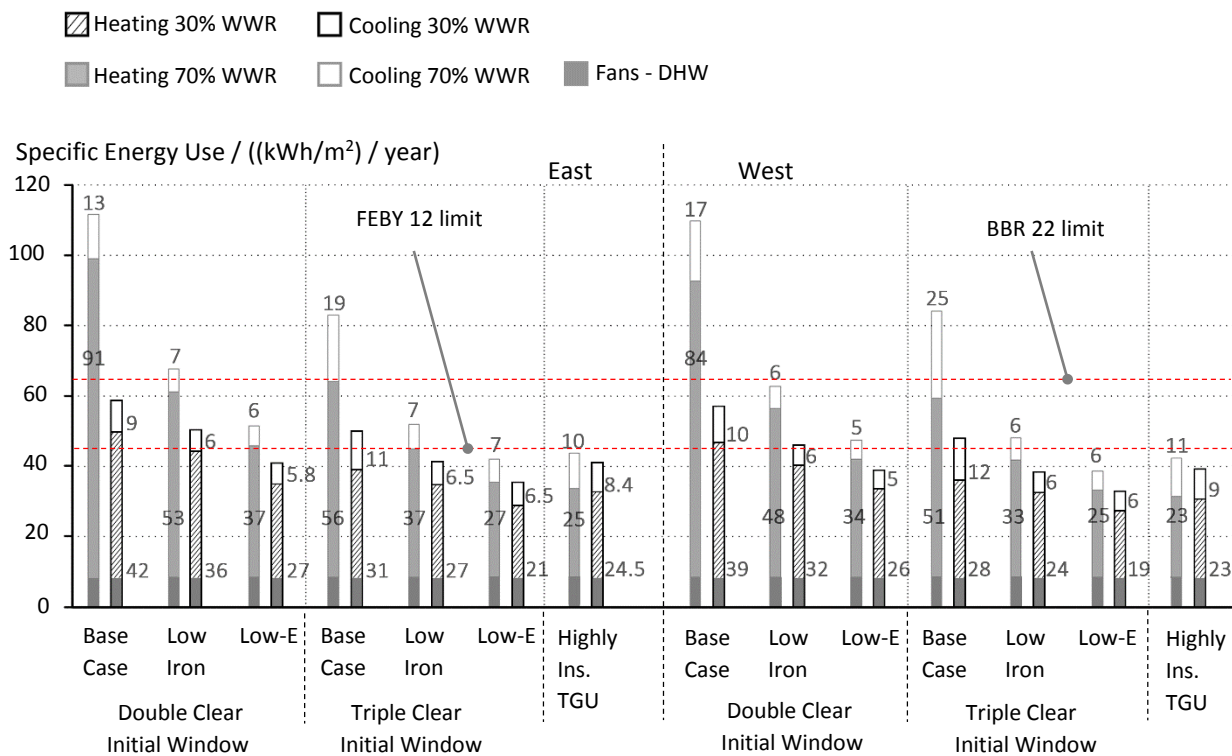 Heating 30% WWR Cooling 30% WWR
Heating 70% WWR Cooling 70% WWR Fans - DHW
Specific Energy Use / ((kWh/m²) / year)
East West
120
100
80
60
40
20
0
FEBY 12 limit
BBR 22 limit
13 91 9 42
7 53 6 36
6 37 5.8 27
19 56 11 31
7 37 6.5 27
7 27 6.5 21
10 25 8.4 24.5
17 84 10 39
6 48 6 32
5 34 5 26
25 51 12 28
6 33 6 24
6 25 6 19
11 23 9 23
Base Low Low-E Base Low Low-E Highly Base Low Low-E Base Low Low-E Highly
Case Iron Case Iron Ins. Case Iron Case Iron Ins.
TGU TGU
Double Clear Triple Clear Double Clear Triple Clear
Initial Window Initial Window Initial Window Initial Window